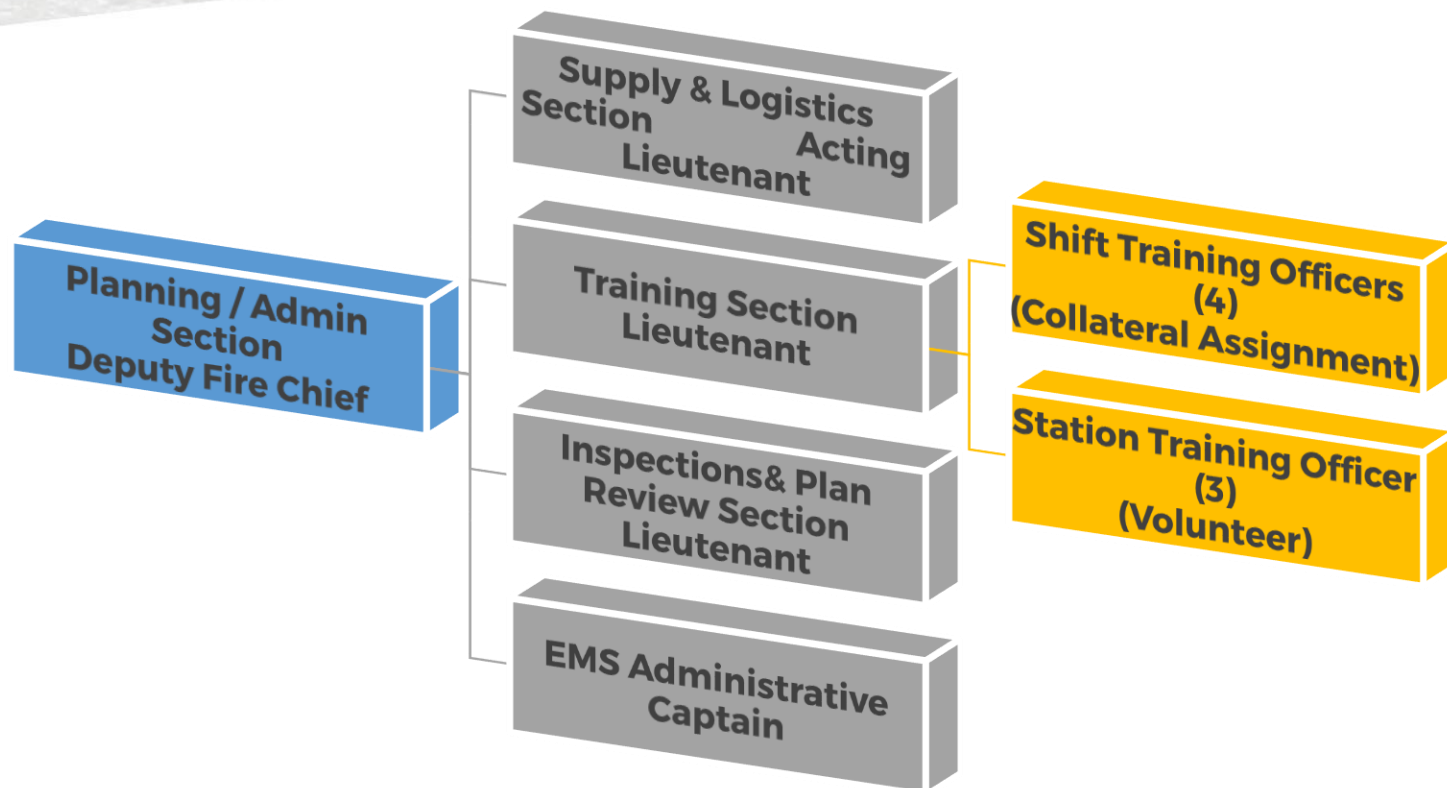 Planning / Admin
Section
Deputy Fire Chief
Supply & Logistics
Section Acting
Lieutenant
Training Section
Lieutenant
Inspections& Plan
Review Section
Lieutenant
EMS Administrative
Captain
Shift Training Officers
(4)
(Collateral Assignment)
Station Training Officer
(3)
(Volunteer)